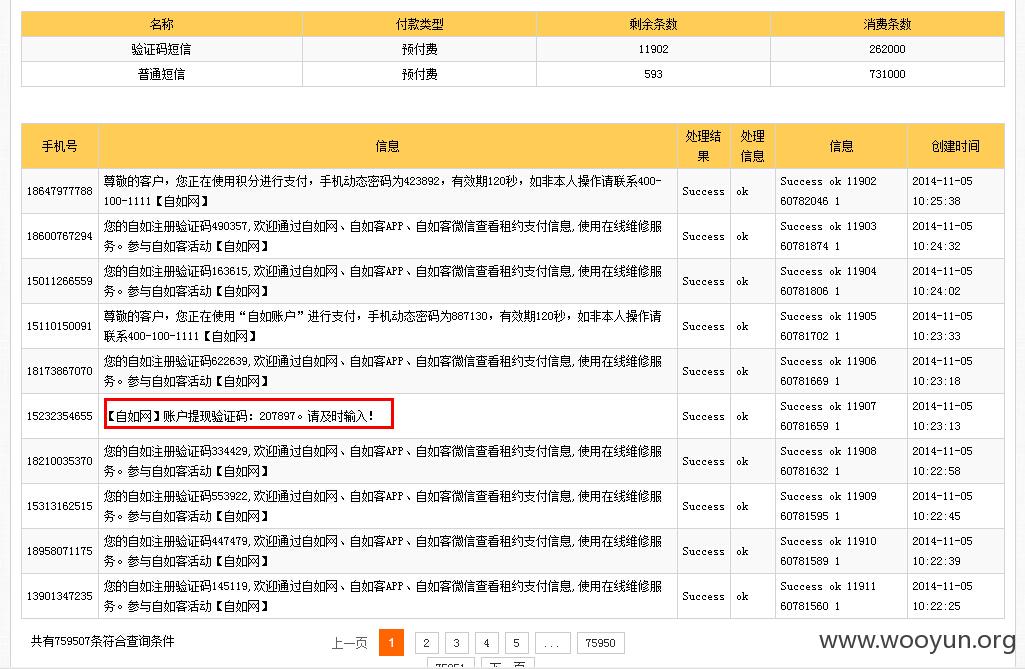 名称 付款类型 剩余条数 消费条数
验证码短信 预付费 11902 262000
普通短信 预付费 593 731000
手机号 信息 处理结果 处理信息 信息 创建时间
18647977788 尊敬的客户，您正在使用积分进行支付，手机动态密码为423892，有效期120秒，如非本人操作请联系400-
100-1111【自如网】 Success ok Success ok 11902
60782046 1 2014-11-05
10:25:38
18600767294 您的自如注册验证码490357,欢迎通过自如网、自如客APP、自如客微信查看租约支付信息,使用在线维修服
务。参与自如客活动【自如网】 Success ok Success ok 11903
60781874 1 2014-11-05
10:24:32
15011266559 您的自如注册验证码163615,欢迎通过自如网、自如客APP、自如客微信查看租约支付信息,使用在线维修服
务。参与自如客活动【自如网】 Success ok Success ok 11904
60781806 1 2014-11-05
10:24:02
15110150091 尊敬的客户，您正在使用“自如账户”进行支付，手机动态密码为887130，有效期120秒，如非本人操作请
联系400-100-1111【自如网】 Success ok Success ok 11905
60781702 1 2014-11-05
10:23:33
18173867070 您的自如注册验证码622639,欢迎通过自如网、自如客APP、自如客微信查看租约支付信息,使用在线维修服
务。参与自如客活动【自如网】 Success ok Success ok 11906
60781669 1 2014-11-05
10:23:18
15232354655 【自如网】账户提现验证码：207897。请及时输入！ Success ok Success ok 11907
60781659 1 2014-11-05
10:23:13
18210035370 您的自如注册验证码334429,欢迎通过自如网、自如客APP、自如客微信查看租约支付信息,使用在线维修服
务。参与自如客活动【自如网】 Success ok Success ok 11908
60781632 1 2014-11-05
10:22:58
15313162515 您的自如注册验证码553922,欢迎通过自如网、自如客APP、自如客微信查看租约支付信息,使用在线维修服
务。参与自如客活动【自如网】 Success ok Success ok 11909
60781595 1 2014-11-05
10:22:45
18958071175 您的自如注册验证码447479,欢迎通过自如网、自如客APP、自如客微信查看租约支付信息,使用在线维修服
务。参与自如客活动【自如网】 Success ok Success ok 11910
60781589 1 2014-11-05
10:22:39
13901347235 您的自如注册验证码145119,欢迎通过自如网、自如客APP、自如客微信查看租约支付信息,使用在线维修服
务。参与自如客活动【自如网】 Success ok Success ok 11911
60781560 1 2014-11-05
10:22:25
共有759507条符合查询条件 上一页 1 2 3 4 5 ... 75950
75951 下一页
www.wooyun.org